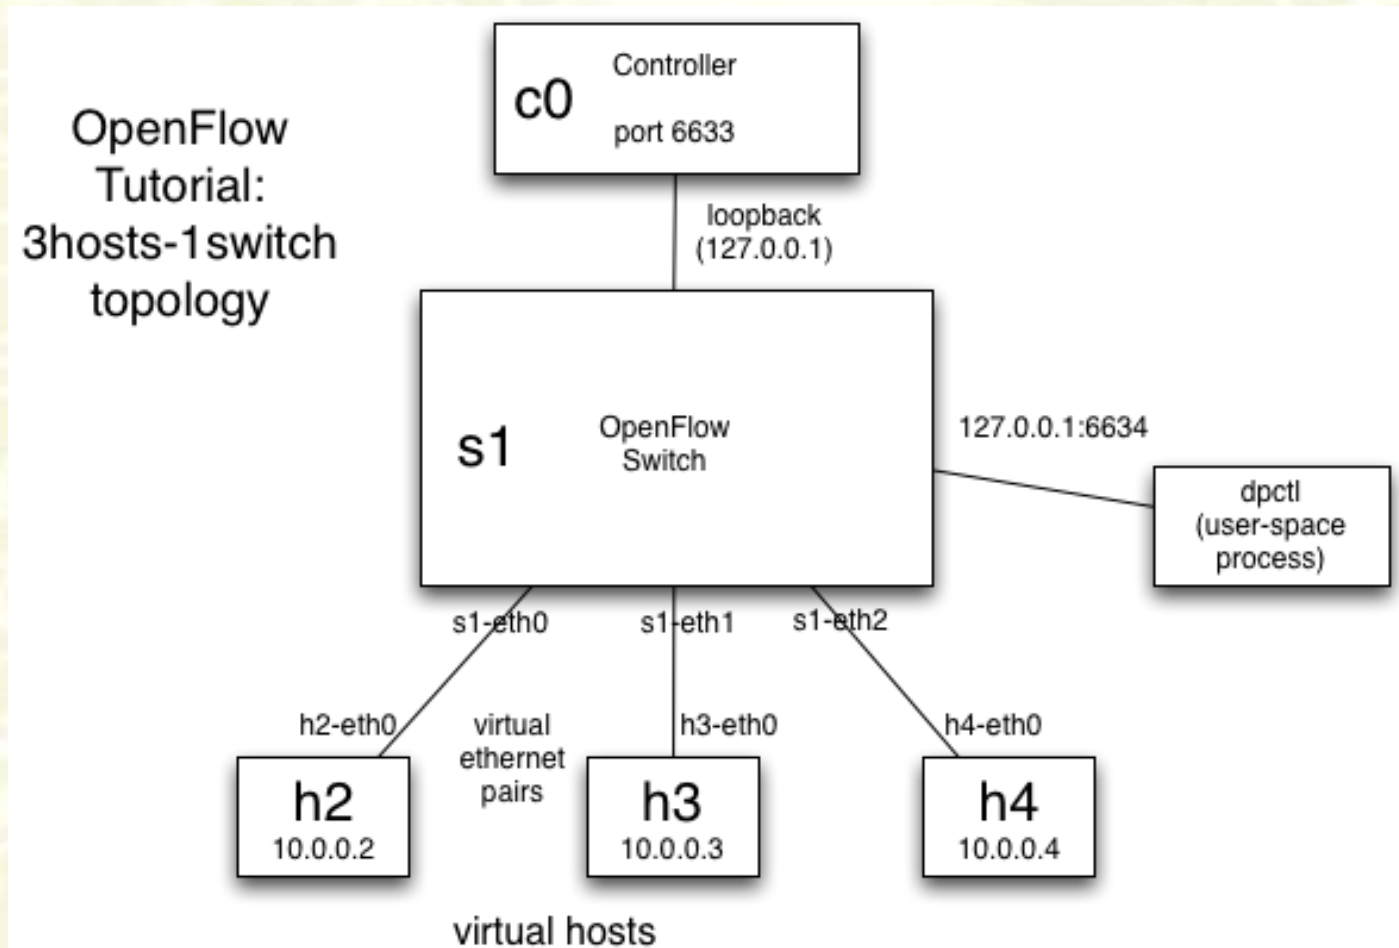 OpenFlow
Tutorial:
3hosts-1switch
topology
c0
Controller
port 6633
loopback
(127.0.0.1)
s1
OpenFlow
Switch
127.0.0.1:6634
dpctl
(user-space
process)
s1-eth0
s1-eth1
s1-eth2
h2-eth0
virtual
ethernet
pairs
h3-eth0
h4-eth0
h2
10.0.0.2
h3
10.0.0.3
h4
10.0.0.4
virtual hosts